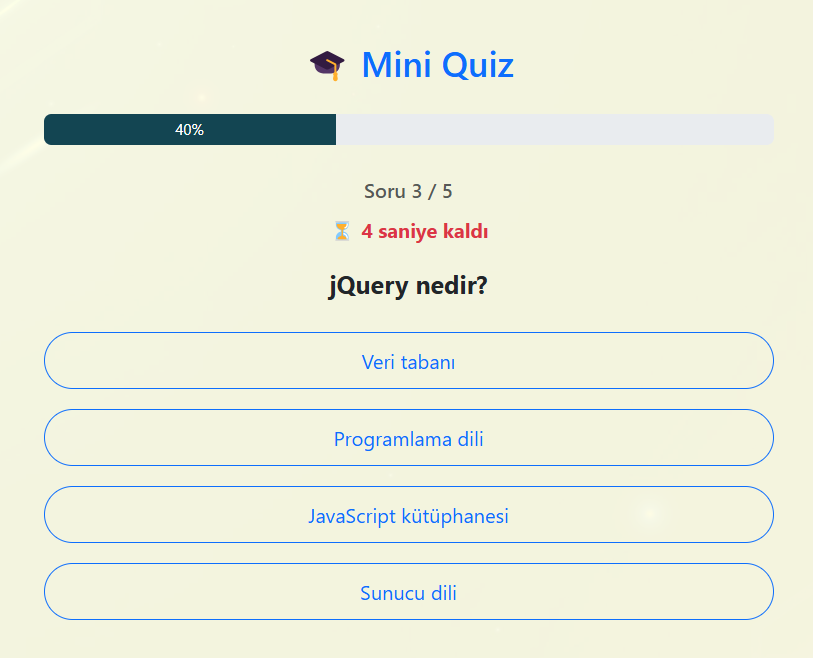 Mini Quiz
40%
Soru 3 / 5
4 saniye kaldı
jQuery nedir?
Veri tabanı
Programlama dili
JavaScript kütüphanesi
Sunucu dili